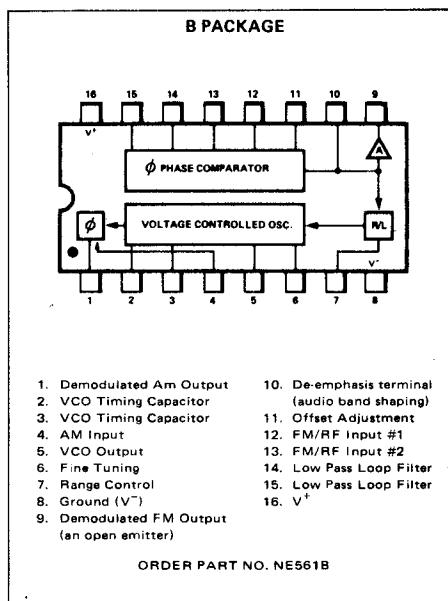 B PACKAGE
16 15 14 13 12 11 10 9
V+
A
ϕ PHASE COMPARATOR
ϕ
VOLTAGE CONTROLLED OSC.
R/L
V-
1 2 3 4 5 6 7 8
1. Demodulated Am Output
2. VCO Timing Capacitor
3. VCO Timing Capacitor
4. AM Input
5. VCO Output
6. Fine Tuning
7. Range Control
8. Ground (V-)
9. Demodulated FM Output
(an open emitter)
10. De-emphasis terminal
(audio band shaping)
11. Offset Adjustment
12. FM/RF Input #1
13. FM/RF Input #2
14. Low Pass Loop Filter
15. Low Pass Loop Filter
16. V+
ORDER PART NO. NE561B